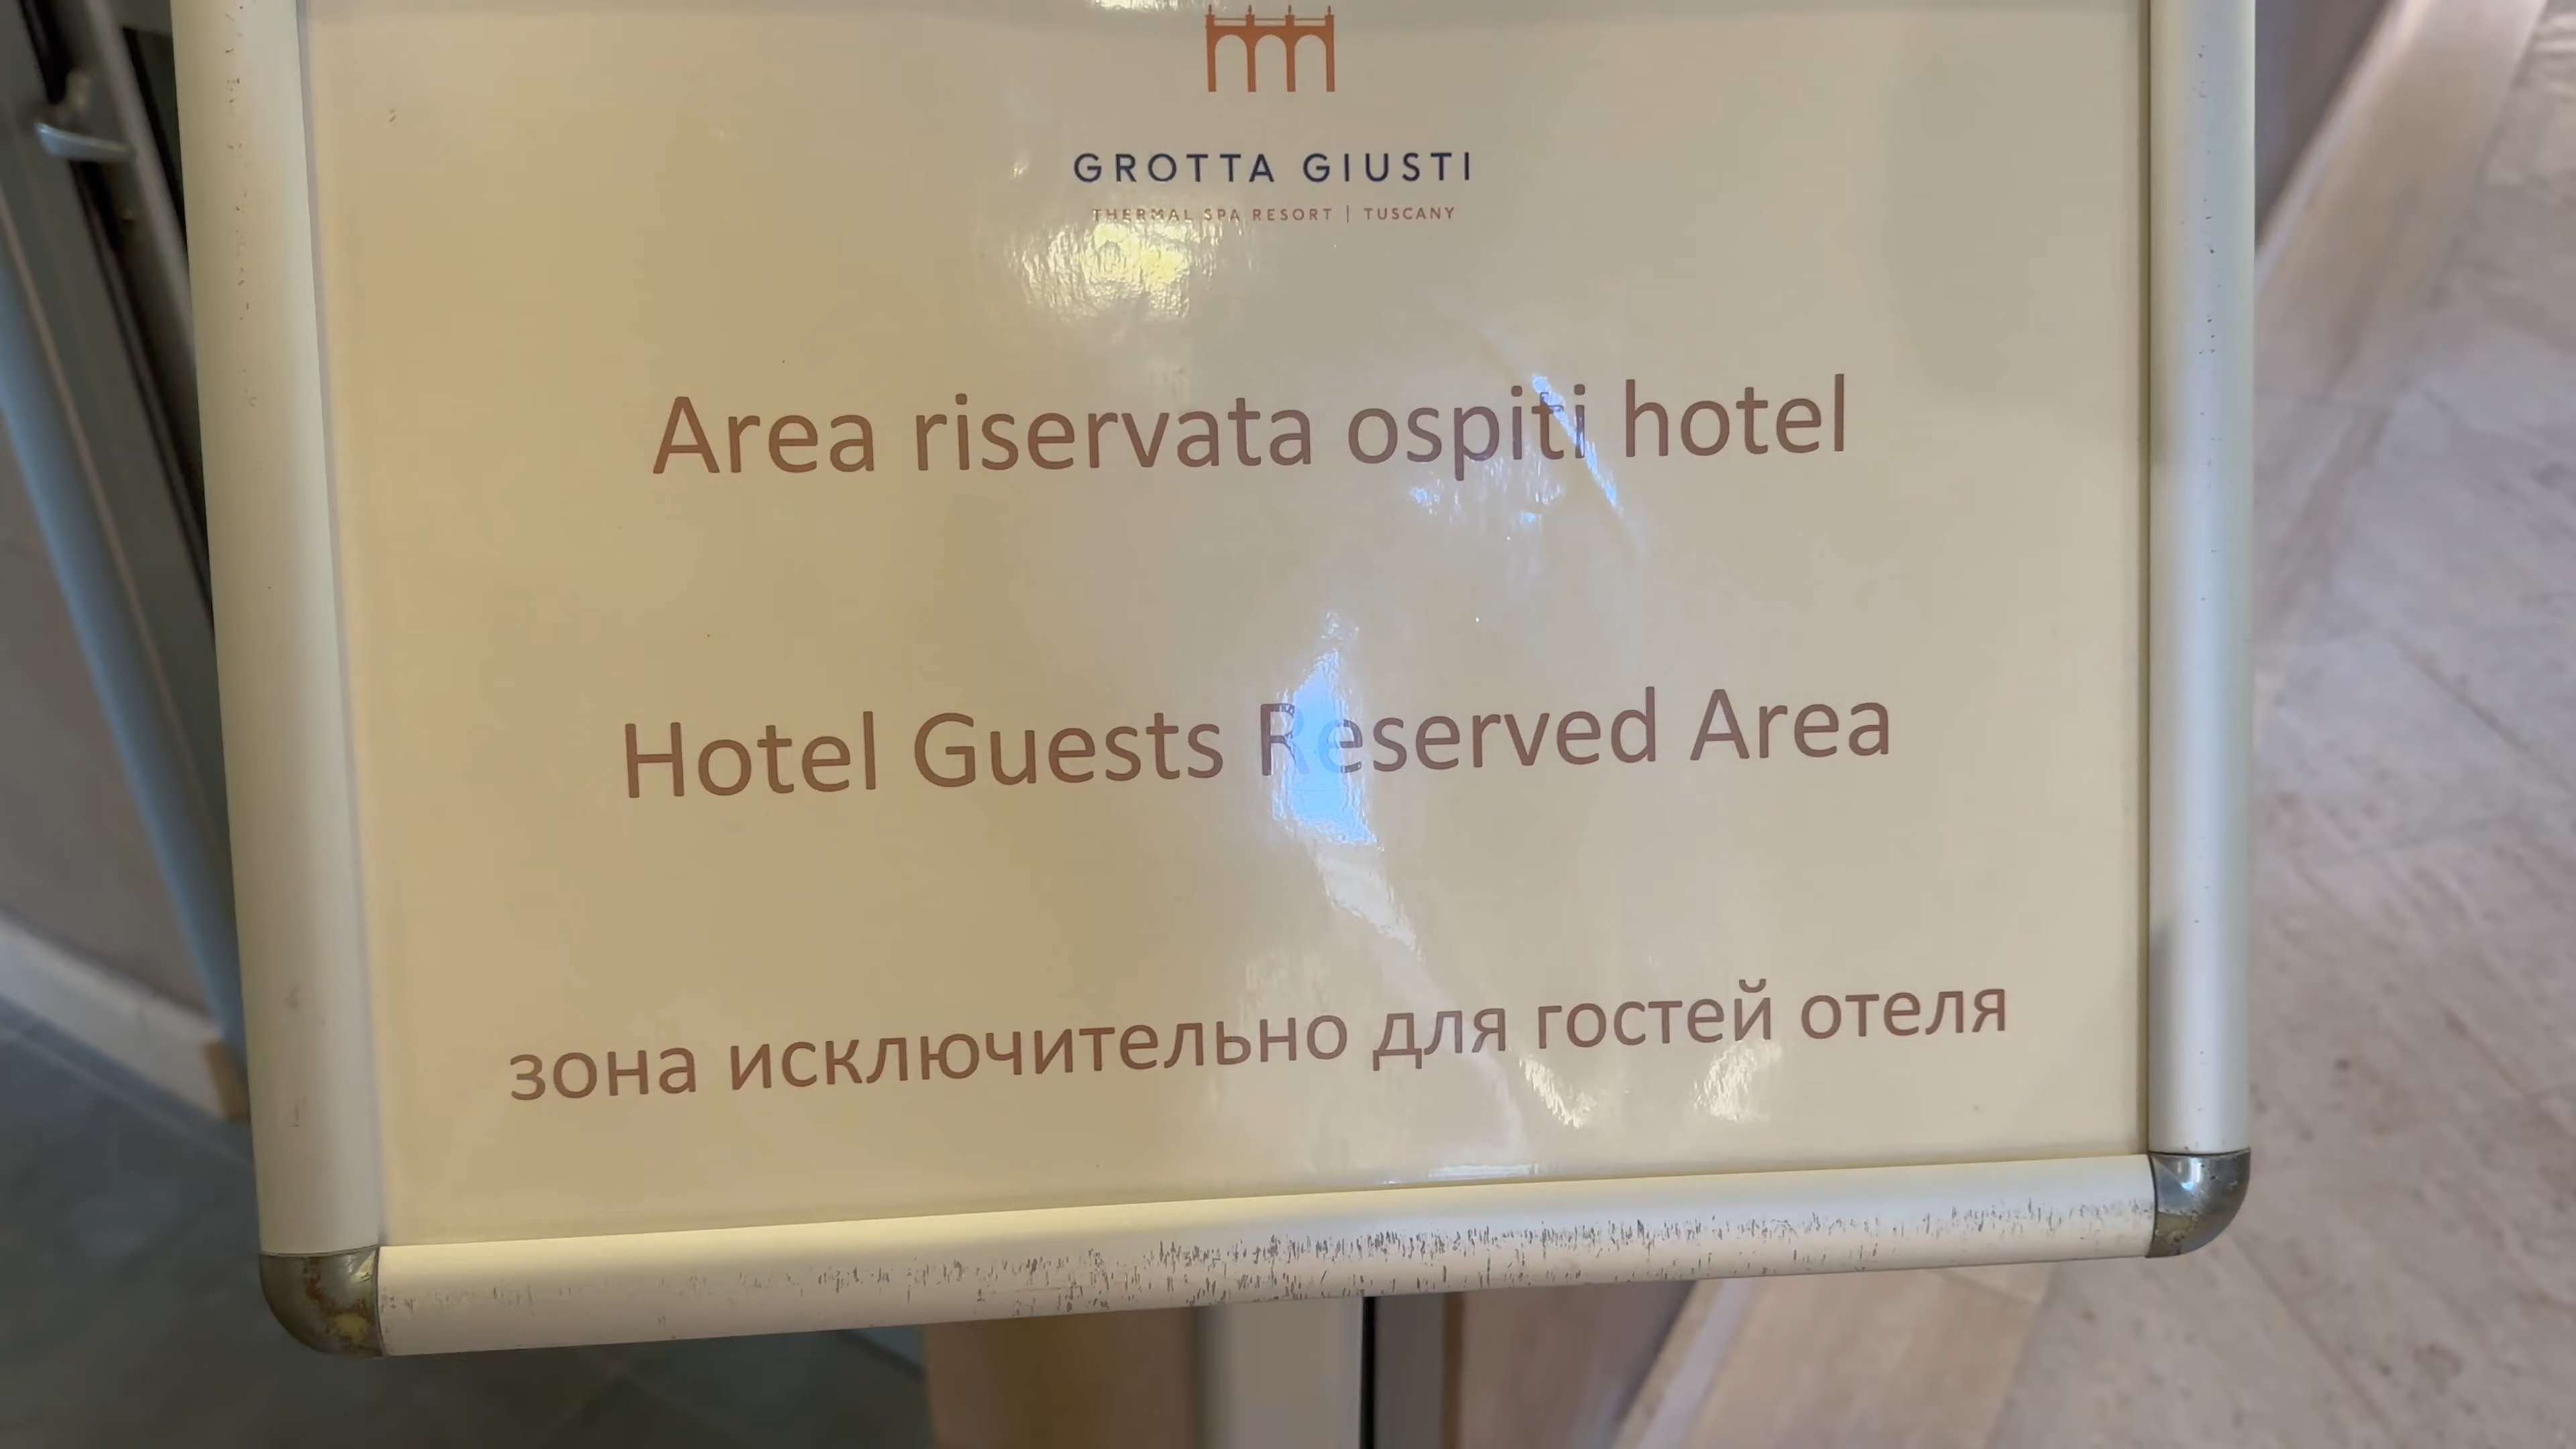 GROTTA GIUSTI
THERMAL SPA RESORT | TUSCANY
Area riservata ospiti hotel
Hotel Guests Reserved Area
зона исключительно для гостей отеля